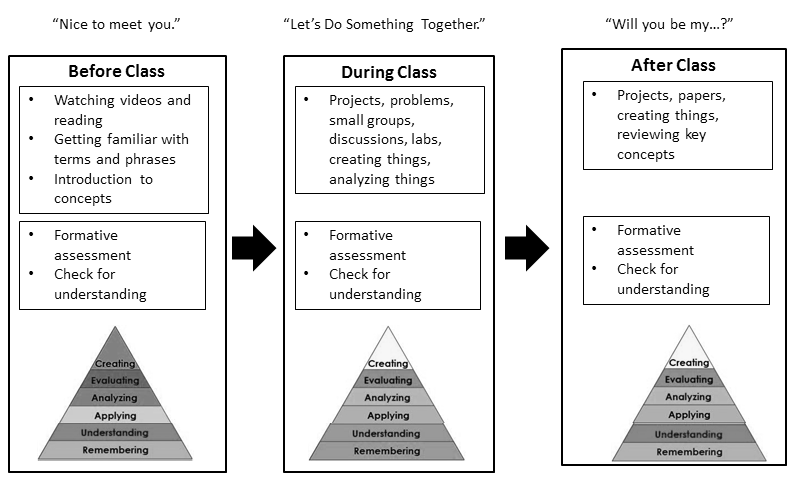 “Nice to meet you.”
“Let’s Do Something Together.”
“Will you be my…?”
Before Class
• Watching videos and
reading
• Getting familiar with
terms and phrases
• Introduction to
concepts
• Formative
assessment
• Check for
understanding
Creating
Evaluating
Analyzing
Applying
Understanding
Remembering
During Class
• Projects, problems,
small groups,
discussions, labs,
creating things,
analyzing things
• Formative
assessment
• Check for
understanding
Creating
Evaluating
Analyzing
Applying
Understanding
Remembering
After Class
• Projects, papers,
creating things,
reviewing key
concepts
• Formative
assessment
• Check for
understanding
Creating
Evaluating
Analyzing
Applying
Understanding
Remembering